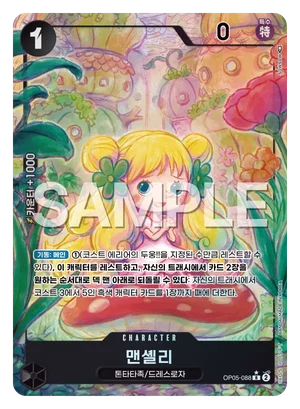 1
0
특수
特
카운터 +1000
SAMPLE
기동: 메인 ①(코스트 에리어의 두웅!!을 지정된 수만큼 레스트할 수
있다), 이 캐릭터를 레스트하고, 자신의 트래시에서 카드 2장을
원하는 순서대로 덱 맨 아래로 되돌릴 수 있다: 자신의 트래시에서
코스트 3에서 5인 흑색 캐릭터 카드를 1장까지 패에 더한다.
CHARACTER
맨셸리
톤타타족/드레스로자
OP05-088 R 2